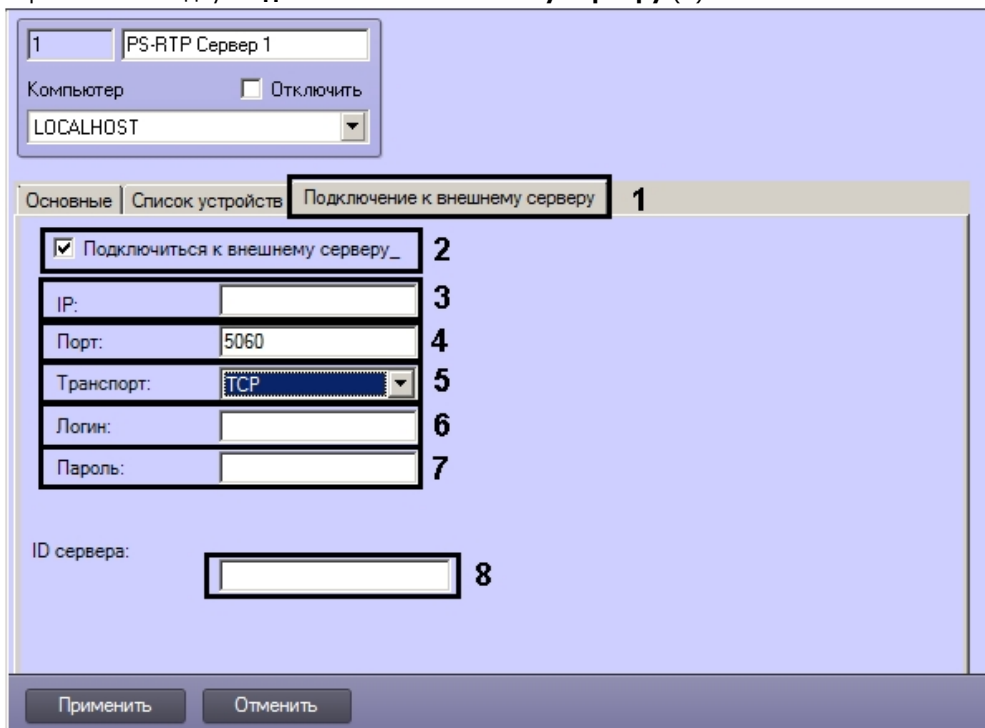 у серверу
1 PS-RTP Сервер 1
Компьютер Отключить
LOCALHOST
Основные Список устройств Подключение к внешнему серверу 1
Подключиться к внешнему серверу_ 2
IP: 3
Порт: 5060 4
Транспорт: TCP 5
Логин: 6
Пароль: 7
ID сервера:
8
Применить Отменить